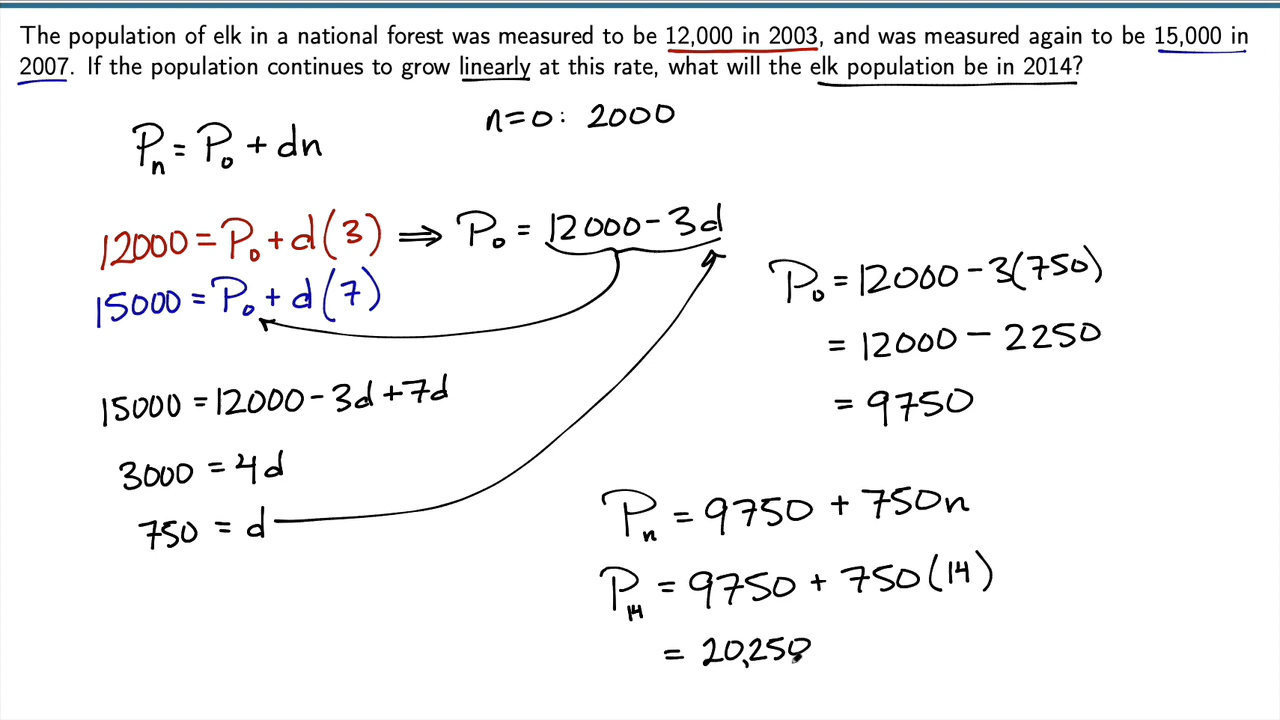 The population of elk in a national forest was measured to be 12,000 in 2003, and was measured again to be 15,000 in
2007. If the population continues to grow linearly at this rate, what will the elk population be in 2014?
n=0: 2000
Pₙ = P₀ + dn
12000 = P₀ + d(3) ⟹ P₀ = 12000 - 3d
15000 = P₀ + d(7)
15000 = 12000 - 3d + 7d
3000 = 4d
750 = d
P₀ = 12000 - 3(750)
= 12000 - 2250
= 9750
Pₙ = 9750 + 750n
P₁₄ = 9750 + 750(14)
= 20,250